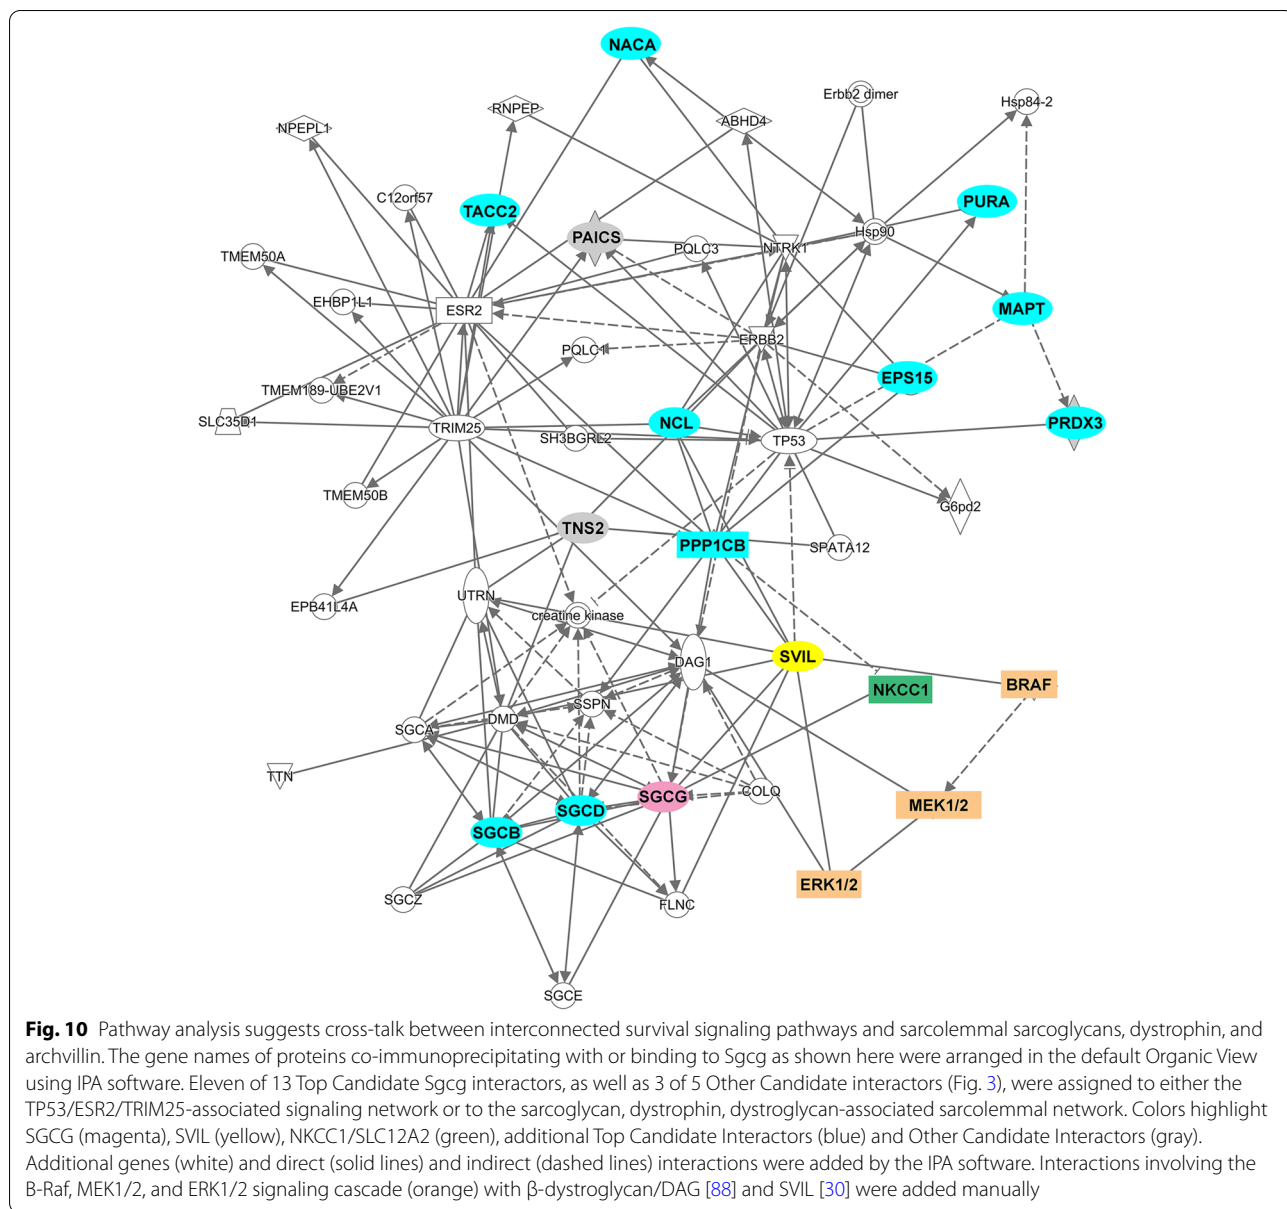 NACA
Erbb2 dimer
Hsp84-2
RNPEP
ABHD4
NPEPL1
C12orf57
TACC2
PURA
PAICS
Hsp90
PQLC3
NTRK1
TMEM50A
EHBP1L1
ESR2
MAPT
ERBB2
PQLC1
EPS15
TMEM189-UBE2V1
SLC35D1
TRIM25
NCL
SH3BGRL2
TP53
PRDX3
TMEM50B
G6pd2
TNS2
PPP1CB
SPATA12
UTRN
EPB41L4A
creatine kinase
DAG1
SVIL
NKCC1
BRAF
SSPN
DMD
SGCA
TTN
SGCG
COLQ
MEK1/2
SGCD
SGCB
ERK1/2
SGCZ
FLNC
SGCE
Fig. 10 Pathway analysis suggests cross-talk between interconnected survival signaling pathways and sarcolemmal sarcoglycans, dystrophin, and
archvillin. The gene names of proteins co-immunoprecipitating with or binding to Sgcg as shown here were arranged in the default Organic View
using IPA software. Eleven of 13 Top Candidate Sgcg interactors, as well as 3 of 5 Other Candidate interactors (Fig. 3), were assigned to either the
TP53/ESR2/TRIM25-associated signaling network or to the sarcoglycan, dystrophin, dystroglycan-associated sarcolemmal network. Colors highlight
SGCG (magenta), SVIL (yellow), NKCC1/SLC12A2 (green), additional Top Candidate Interactors (blue) and Other Candidate Interactors (gray).
Additional genes (white) and direct (solid lines) and indirect (dashed lines) interactions were added by the IPA software. Interactions involving the
B-Raf, MEK1/2, and ERK1/2 signaling cascade (orange) with β-dystroglycan/DAG [88] and SVIL [30] were added manually